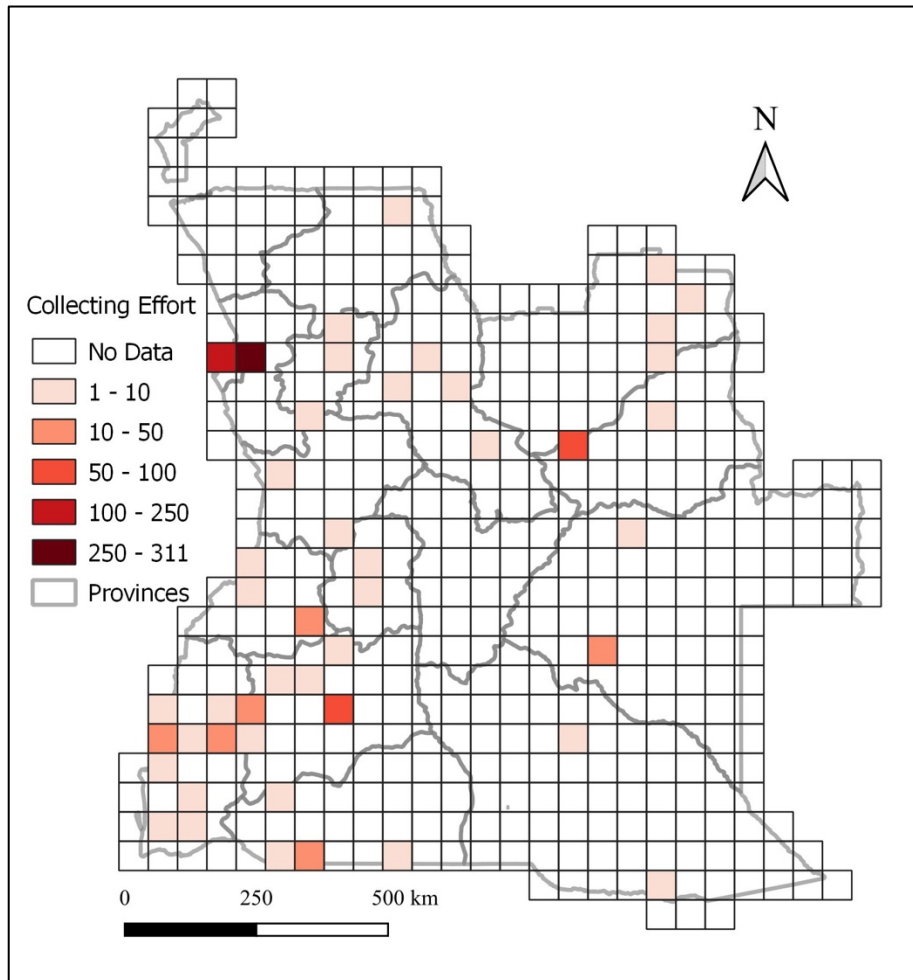 N
Collecting Effort
No Data
1 - 10
10 - 50
50 - 100
100 - 250
250 - 311
Provinces
0 250 500 km